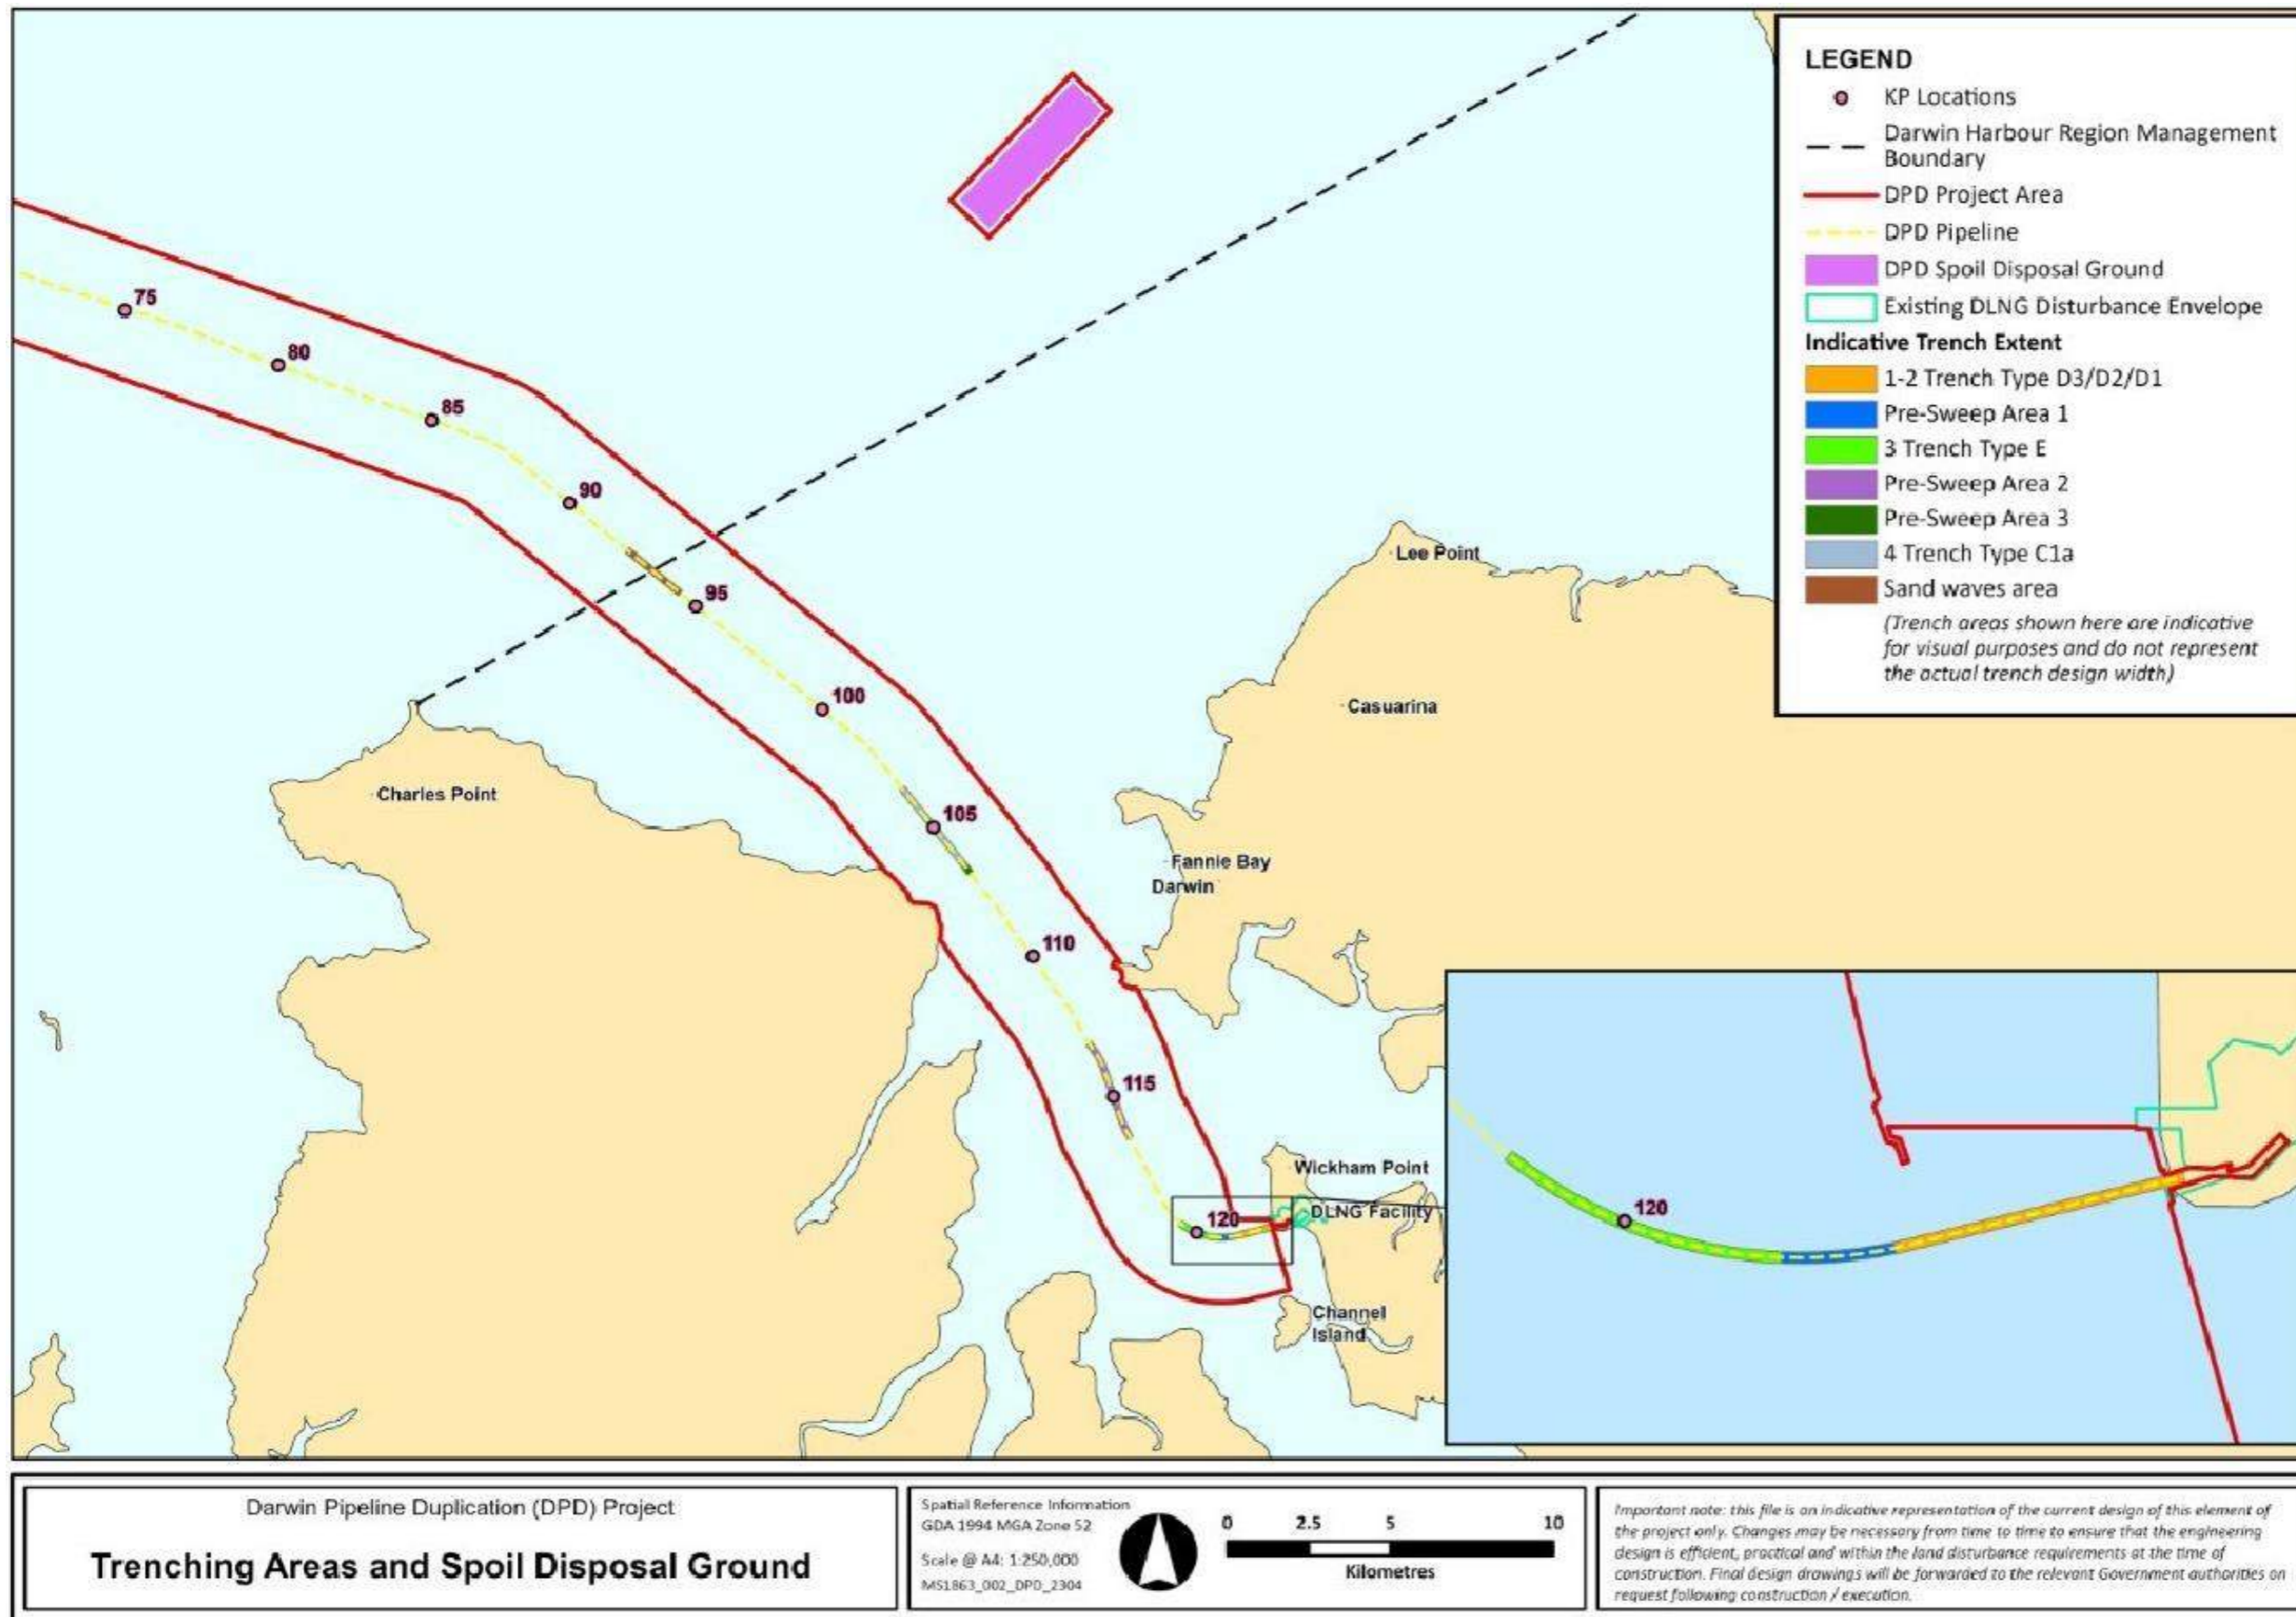 LEGEND
KP Locations
Darwin Harbour Region Management
Boundary
DPD Project Area
DPD Pipeline
DPD Spoil Disposal Ground
Existing DLNG Disturbance Envelope
Indicative Trench Extent
1-2 Trench Type D3/D2/D1
Pre-Sweep Area 1
3 Trench Type E
Pre-Sweep Area 2
Pre-Sweep Area 3
4 Trench Type C1a
Sand waves area
(Trench areas shown here are indicative
for visual purposes and do not represent
the actual trench design width)
75
80
85
90
95
100
105
110
115
120
Lee Point
Casuarina
Charles Point
Fannie Bay
Darwin
Wickham Point
DLNG Facility
Channel
Island
120
Darwin Pipeline Duplication (DPD) Project
Trenching Areas and Spoil Disposal Ground
Spatial Reference Information
GDA 1994 MGA Zone 52
Scale @ A4: 1:250,000
MS1863_002_DPD_2304
0 2.5 5 10
Kilometres
Important note: this file is an indicative representation of the current design of this element of
the project only. Changes may be necessary from time to time to ensure that the engineering
design is efficient, practical and within the land disturbance requirements at the time of
construction. Final design drawings will be forwarded to the relevant Government authorities on
request following construction / execution.